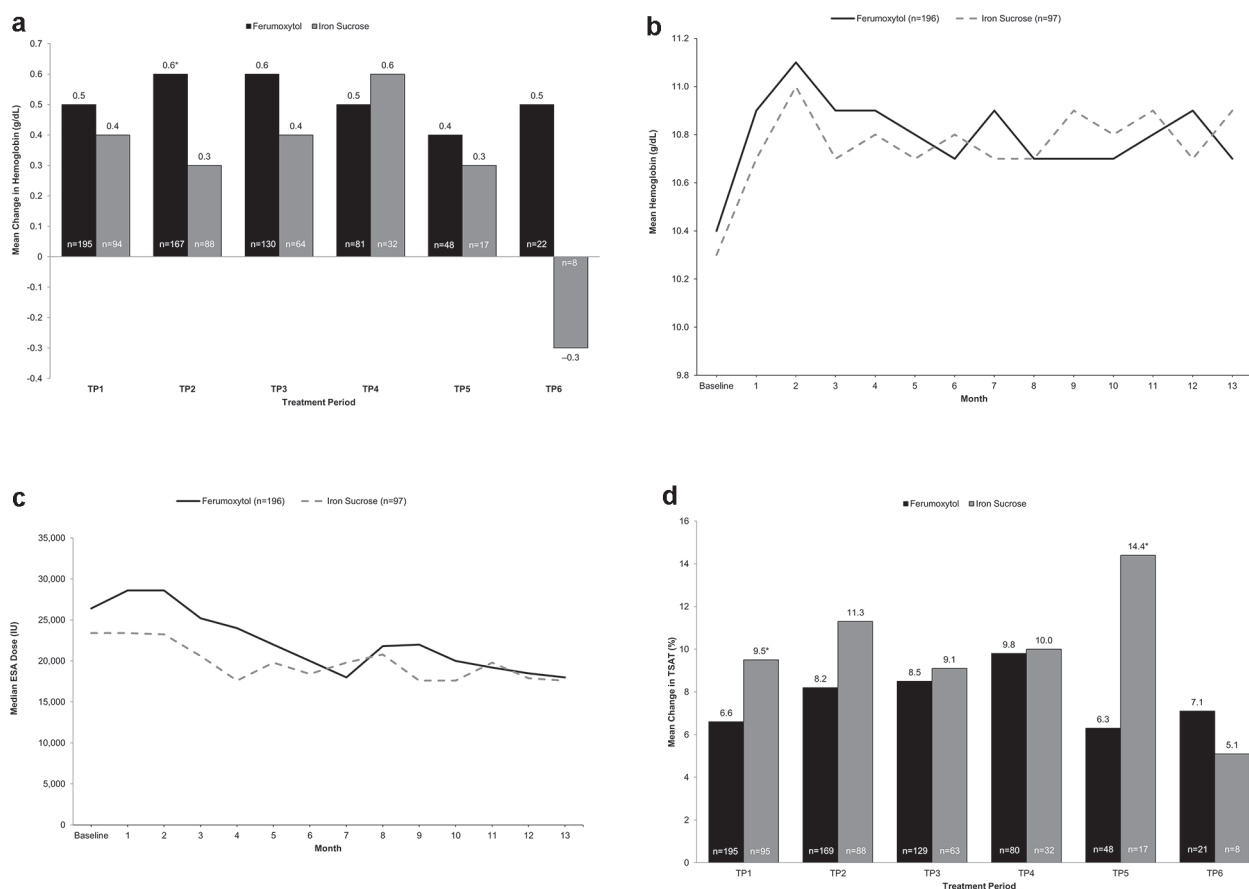 a
Ferumoxytol Iron Sucrose
Mean Change in Hemoglobin (g/dL)
0.7
0.6
0.5
0.4
0.3
0.2
0.1
0
-0.1
-0.2
-0.3
-0.4
0.5 0.4 0.6* 0.3 0.6 0.4 0.5 0.6 0.4 0.3 0.5 –0.3
n=195 n=94 n=167 n=88 n=130 n=64 n=81 n=32 n=48 n=17 n=22 n=8
TP1 TP2 TP3 TP4 TP5 TP6
Treatment Period
b
Ferumoxytol (n=196) Iron Sucrose (n=97)
Mean Hemoglobin (g/dL)
11.2
11.0
10.8
10.6
10.4
10.2
10.0
9.8
Baseline 1 2 3 4 5 6 7 8 9 10 11 12 13
Month
c
Ferumoxytol (n=196) Iron Sucrose (n=97)
Median ESA Dose (IU)
35,000
30,000
25,000
20,000
15,000
10,000
5,000
0
Baseline 1 2 3 4 5 6 7 8 9 10 11 12 13
Month
d
Ferumoxytol Iron Sucrose
Mean Change in TSAT (%)
16
14
12
10
8
6
4
2
0
6.6 9.5* 8.2 11.3 8.5 9.1 9.8 10.0 6.3 14.4* 7.1 5.1
n=195 n=95 n=169 n=88 n=129 n=63 n=80 n=32 n=48 n=17 n=21 n=8
TP1 TP2 TP3 TP4 TP5 TP6
Treatment Period